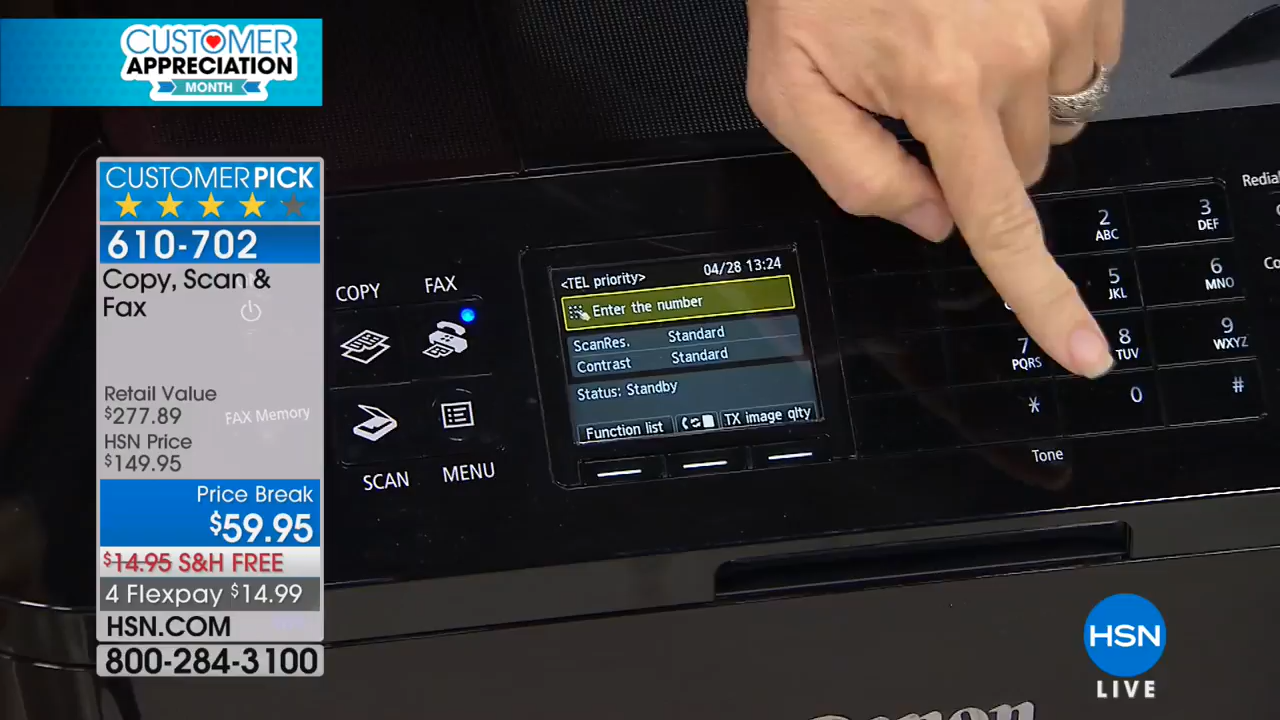 CUSTOMER
APPRECIATION
MONTH
CUSTOMER PICK
610-702
Copy, Scan &
Fax
Retail Value
$277.89
HSN Price
$149.95
Price Break
$59.95
$14.95 S&H FREE
4 Flexpay $14.99
HSN.COM
800-284-3100
FAX Memory
COPY
FAX
SCAN
MENU
<TEL priority> 04/28 13:24
Enter the number
ScanRes. Standard
Contrast Standard
Status: Standby
Function list TX image qlty
2
ABC
3
DEF
5
JKL
6
MNO
7
PQRS
8
TUV
9
WXYZ
*
0
#
Tone
HSN
LIVE